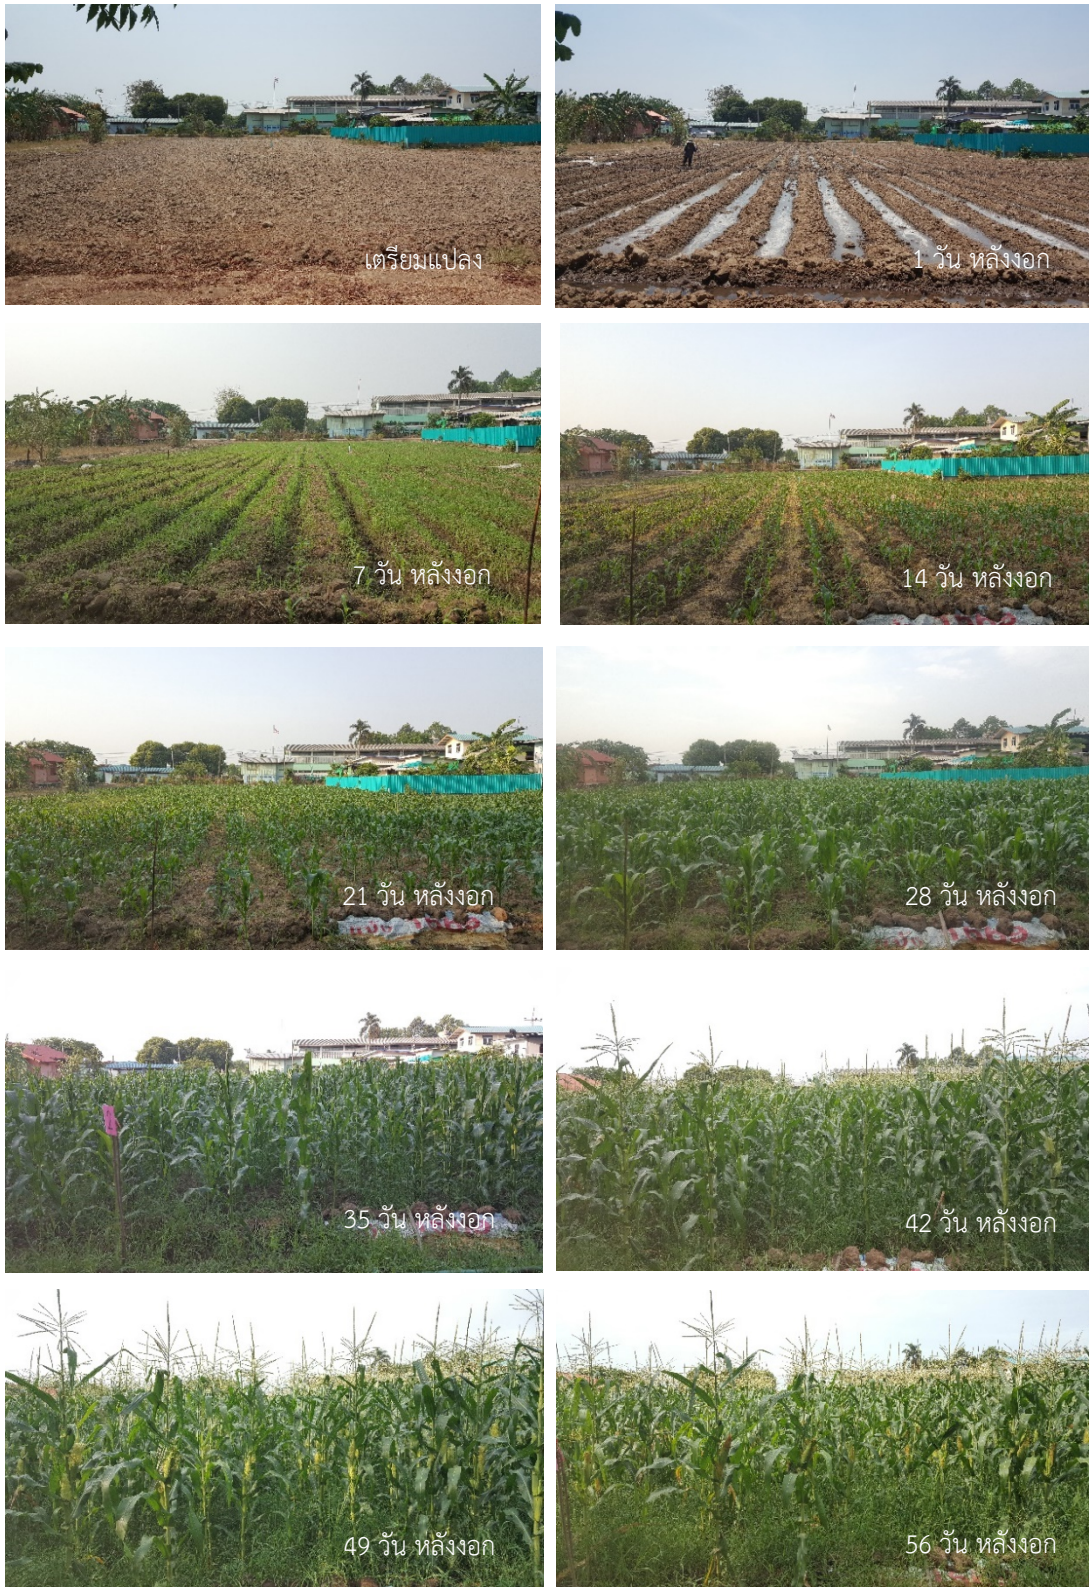 เตรียมแปลง
1 วัน หลังงอก
7 วัน หลังงอก
14 วัน หลังงอก
21 วัน หลังงอก
28 วัน หลังงอก
35 วัน หลังงอก
42 วัน หลังงอก
49 วัน หลังงอก
56 วัน หลังงอก